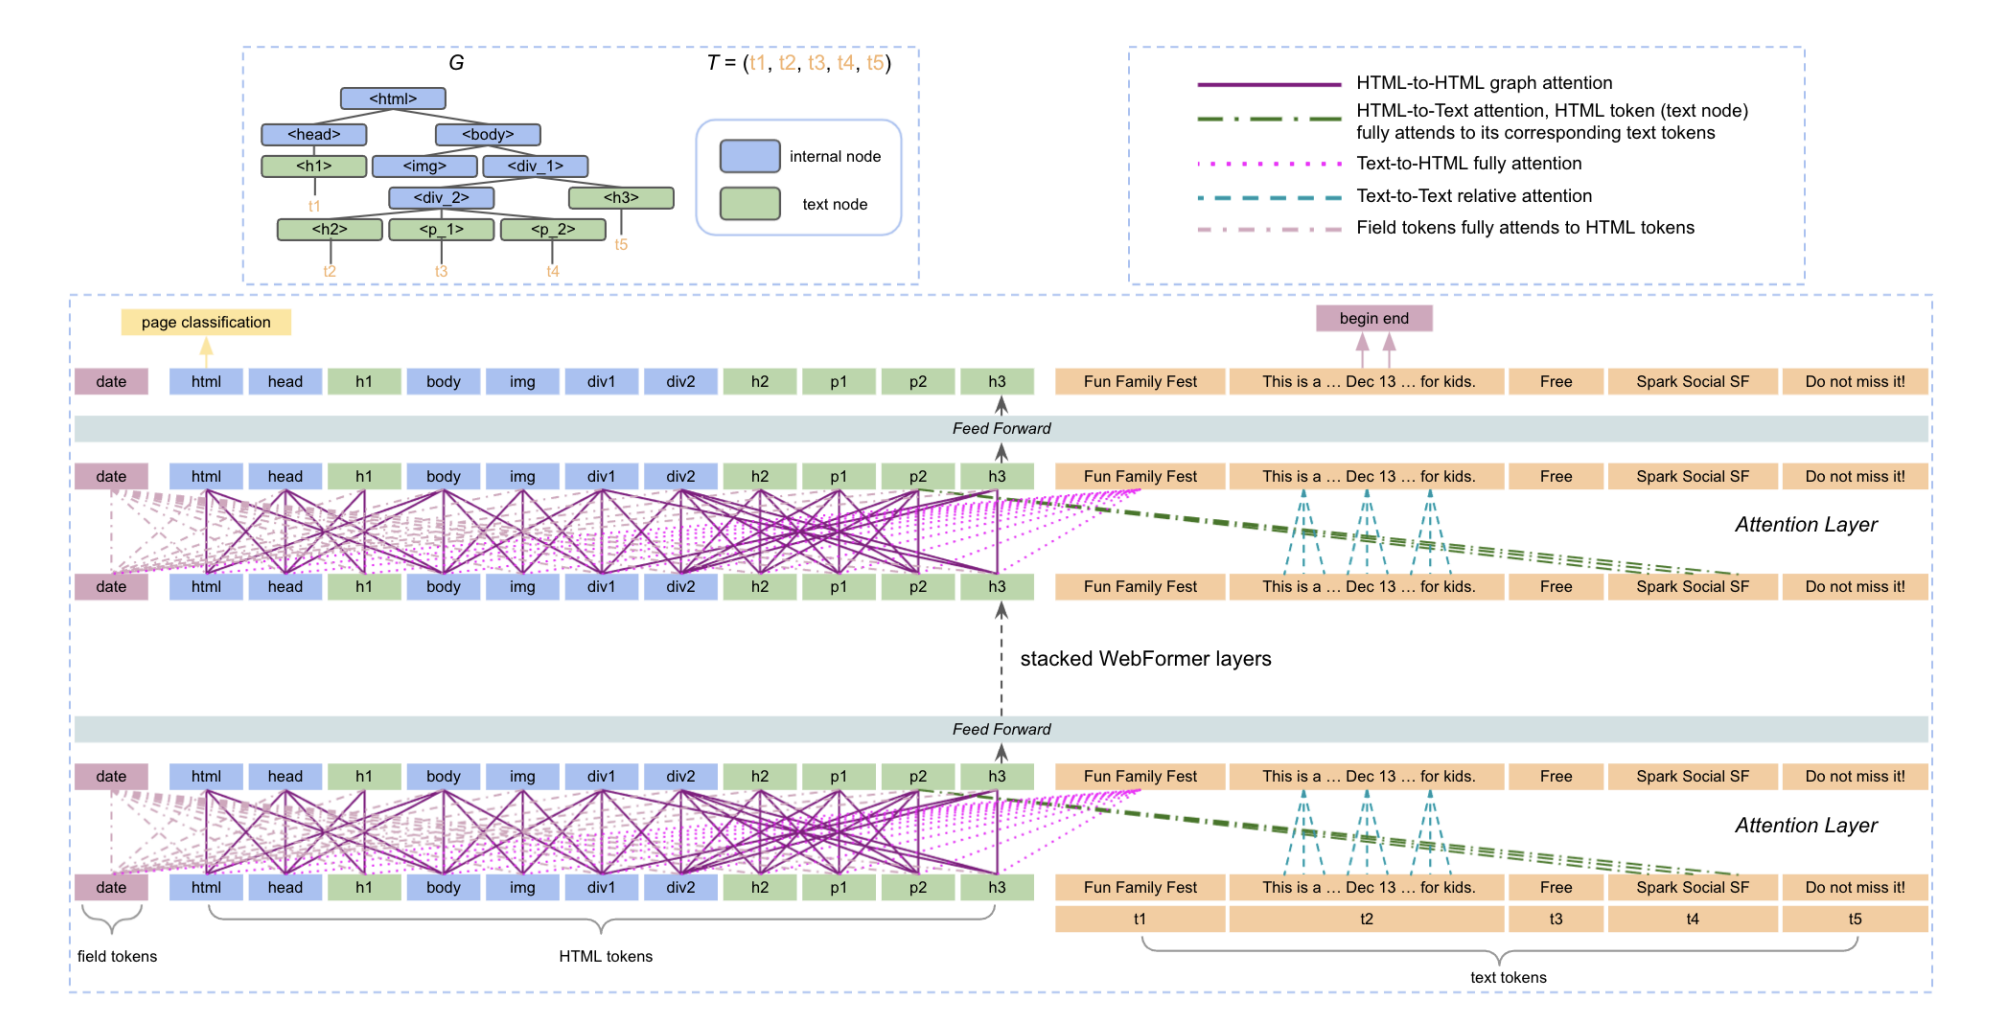 G
T = (t1, t2, t3, t4, t5)
<html>
<head>
<body>
<h1>
<img>
<div_1>
t1
<div_2>
<h3>
<h2>
<p_1>
<p_2>
t5
t2
t3
t4
internal node
text node
HTML-to-HTML graph attention
HTML-to-Text attention, HTML token (text node)
fully attends to its corresponding text tokens
Text-to-HTML fully attention
Text-to-Text relative attention
Field tokens fully attends to HTML tokens
page classification
begin end
date html head h1 body img div1 div2 h2 p1 p2 h3 Fun Family Fest This is a ... Dec 13 ... for kids. Free Spark Social SF Do not miss it!
Feed Forward
date html head h1 body img div1 div2 h2 p1 p2 h3 Fun Family Fest This is a ... Dec 13 ... for kids. Free Spark Social SF Do not miss it!
Attention Layer
date html head h1 body img div1 div2 h2 p1 p2 h3 Fun Family Fest This is a ... Dec 13 ... for kids. Free Spark Social SF Do not miss it!
stacked WebFormer layers
Feed Forward
date html head h1 body img div1 div2 h2 p1 p2 h3 Fun Family Fest This is a ... Dec 13 ... for kids. Free Spark Social SF Do not miss it!
Attention Layer
date html head h1 body img div1 div2 h2 p1 p2 h3 Fun Family Fest This is a ... Dec 13 ... for kids. Free Spark Social SF Do not miss it!
t1 t2 t3 t4 t5
field tokens
HTML tokens
text tokens